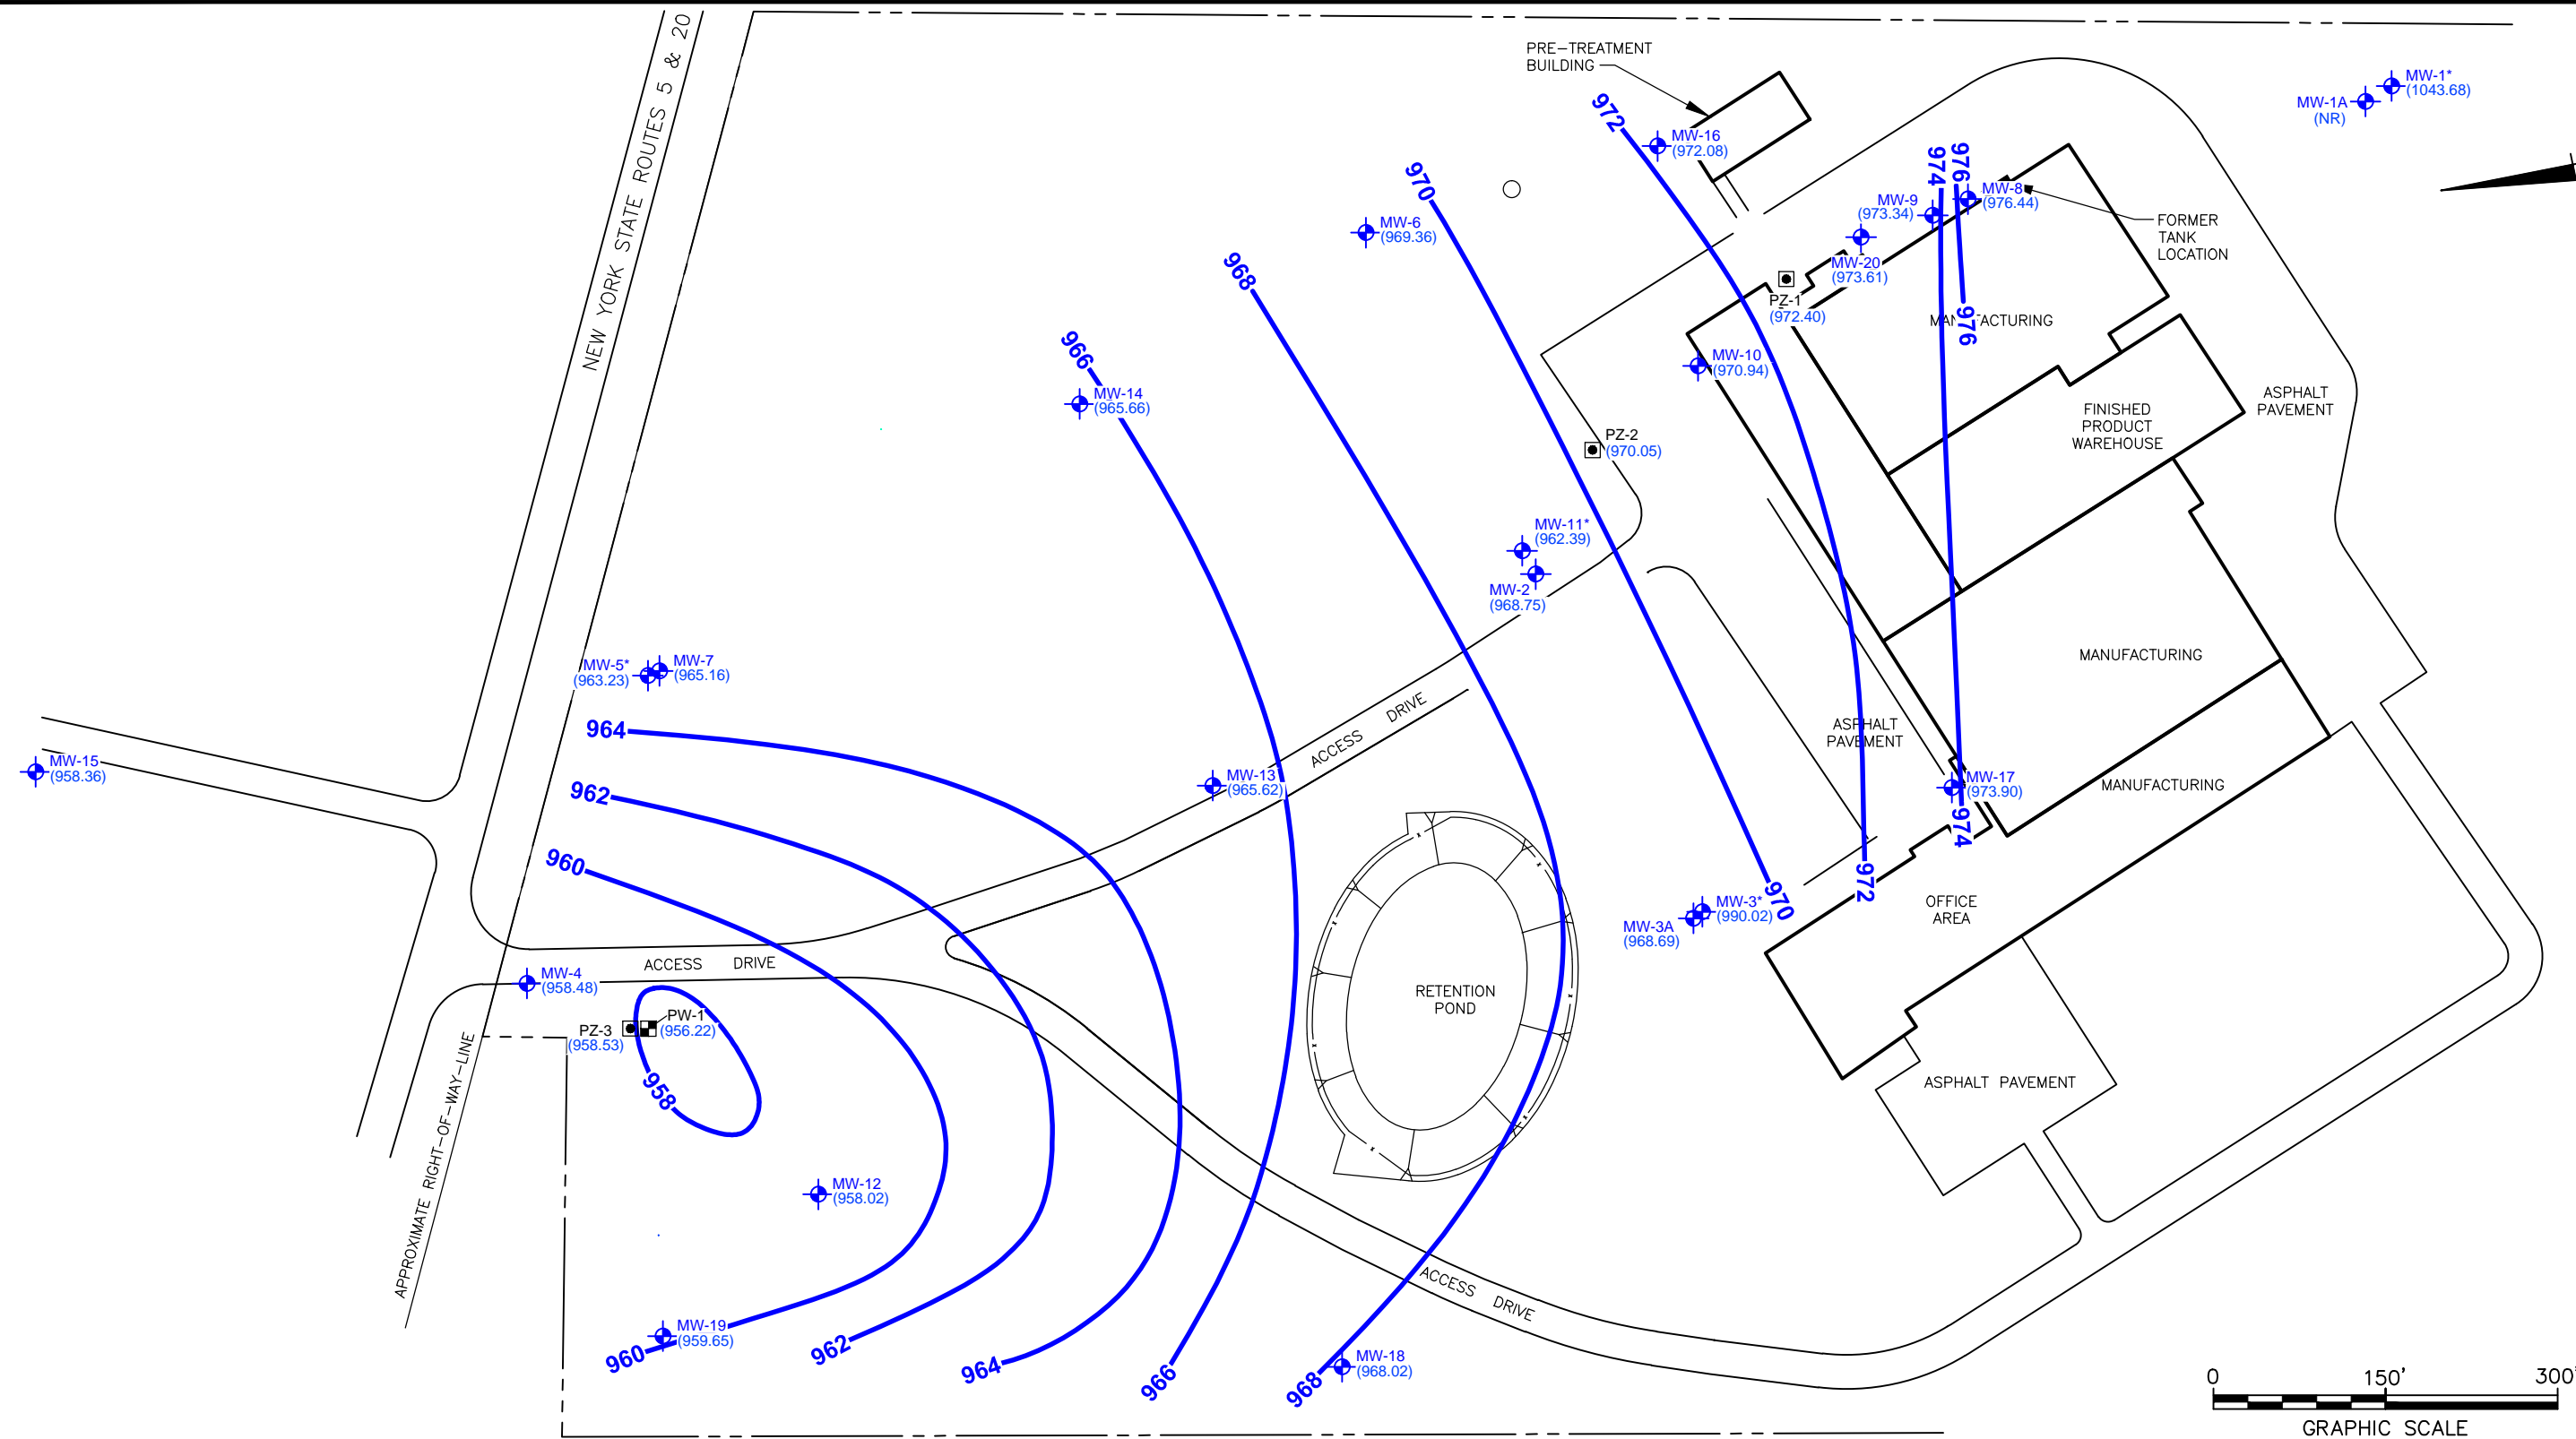 PRE-TREATMENT
BUILDING
NEW YORK STATE ROUTES 5 & 20
MW-1*
(1043.68)
MW-1A
(NR)
972
MW-16
(972.08)
970
974
976
MW-8
(976.44)
MW-9
(973.34)
FORMER
TANK
LOCATION
MW-6
(969.36)
968
MW-20
(973.61)
PZ-1
(972.40)
MANUFACTURING
976
966
MW-10
(970.94)
MW-14
(965.66)
ASPHALT
PAVEMENT
FINISHED
PRODUCT
WAREHOUSE
PZ-2
(970.05)
MW-11*
(962.39)
MW-2
(968.75)
MW-5*
(963.23)
MW-7
(965.16)
MANUFACTURING
964
ACCESS DRIVE
ASPHALT
PAVEMENT
MW-15
(958.36)
962
MW-13
(965.62)
MW-17
(973.90)
MANUFACTURING
974
960
972
970
MW-3*
(990.02)
MW-3A
(968.69)
OFFICE
AREA
ACCESS DRIVE
MW-4
(958.48)
RETENTION
POND
PZ-3
(958.53)
PW-1
(956.22)
958
ASPHALT PAVEMENT
APPROXIMATE RIGHT-OF-WAY-LINE
MW-12
(958.02)
ACCESS DRIVE
MW-19
(959.65)
960
962
964
966
968
MW-18
(968.02)
0 150' 300'
GRAPHIC SCALE